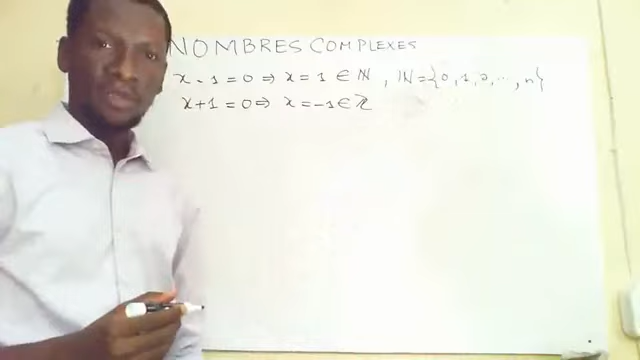 NOMBRES COMPLEXES
x - 1 = 0 ⇒ x = 1 ∈ ℕ , ℕ = {0, 1, 2, ..., n}
x + 1 = 0 ⇒ x = -1 ∈ ℤ